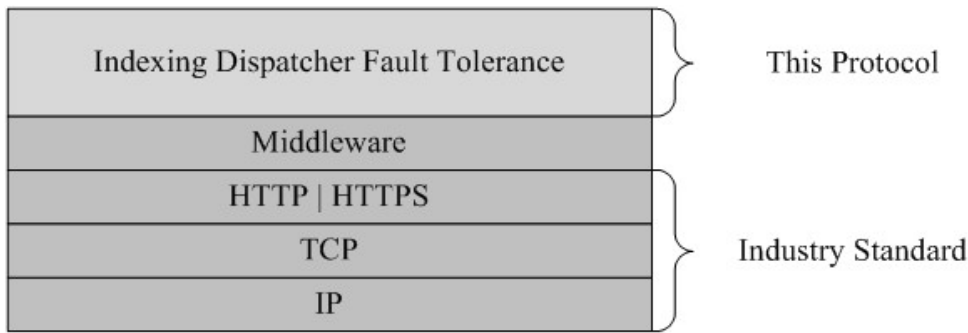 Indexing Dispatcher Fault Tolerance
This Protocol
Middleware
HTTP | HTTPS
TCP
Industry Standard
IP